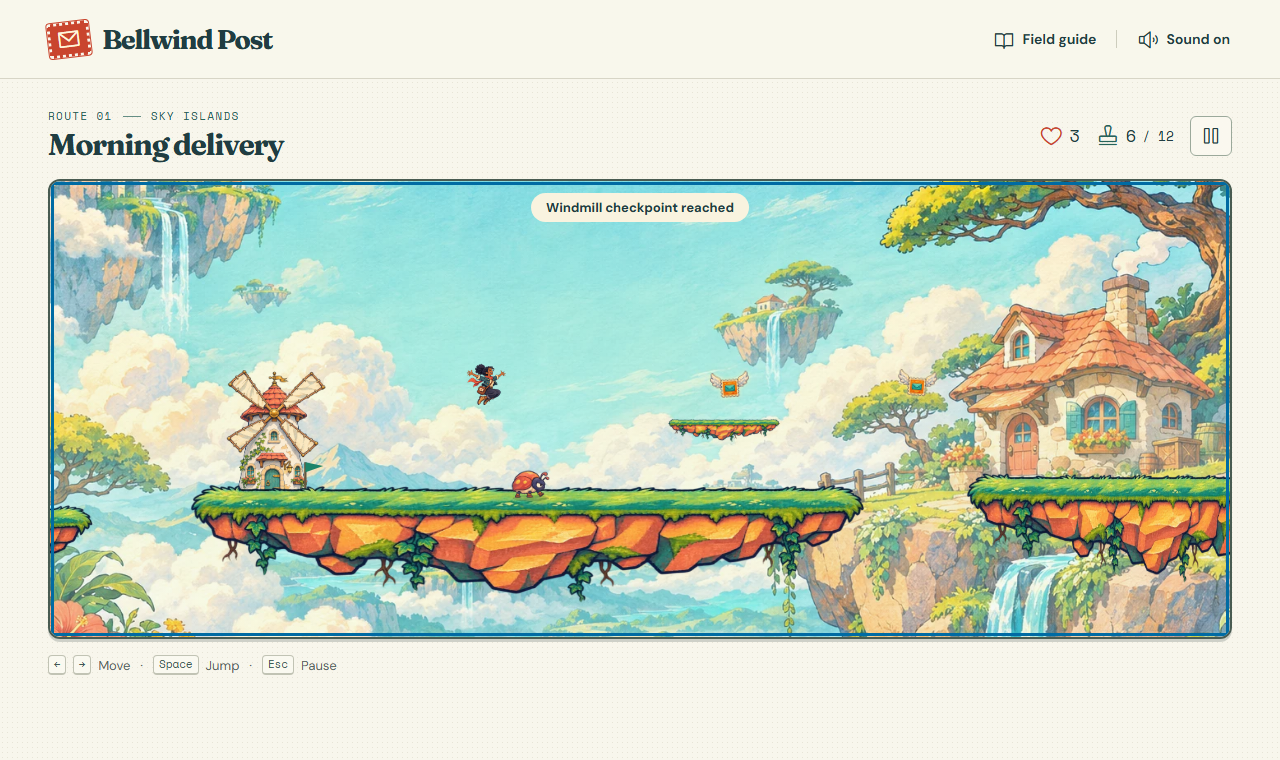 Bellwind Post
Field guide
Sound on
ROUTE 01 — SKY ISLANDS
Morning delivery
3
6 / 12
Windmill checkpoint reached
← → Move · Space Jump · Esc Pause